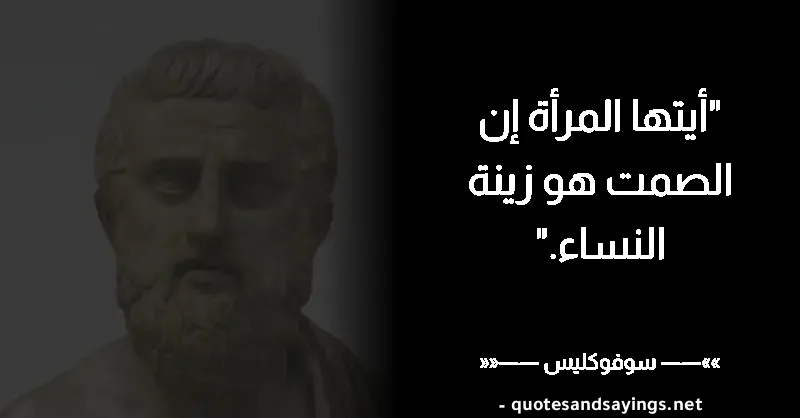 "أيتها المرأة إن
الصمت هو زينة
النساء."
»»—— سوفوكليس ——««
- quotesandsayings.net